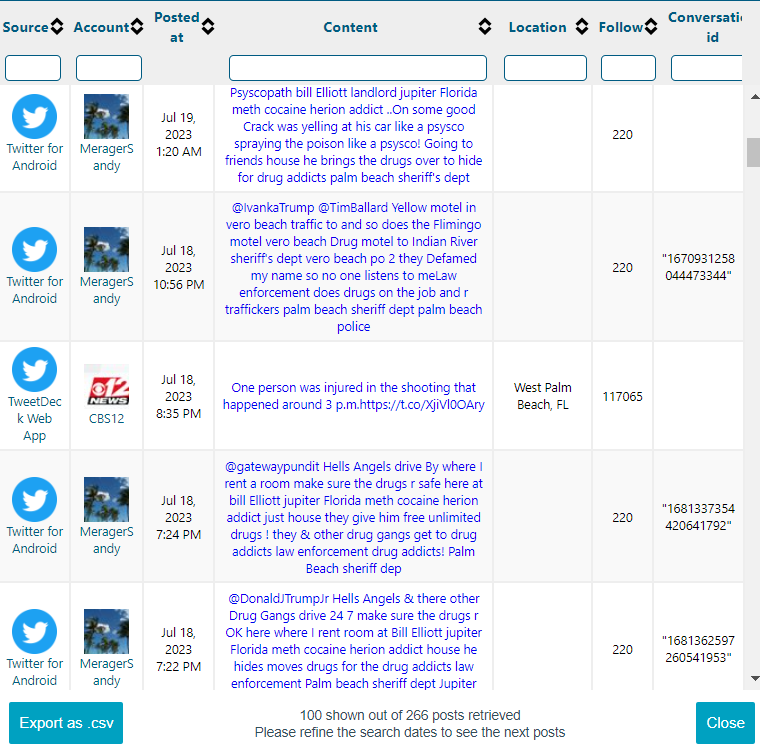 Source Account Posted at Content Location Follow Conversatio id
Psyscopath bill Elliott landlord jupiter Florida
meth cocaine herion addict ..On some good
Crack was yelling at his car like a psysco
spraying the poison like a psysco! Going to
friends house he brings the drugs over to hide
for drug addicts palm beach sheriff's dept
Twitter for
Android
MeragerS
andy
Jul 19,
2023
1:20 AM
220
Twitter for
Android
MeragerS
andy
Jul 18,
2023
10:56 PM
@IvankaTrump @TimBallard Yellow motel in
vero beach traffic to and so does the Flimingo
motel vero beach Drug motel to Indian River
sheriff's dept vero beach po 2 they Defamed
my name so no one listens to meLaw
enforcement does drugs on the job and r
traffickers palm beach sheriff dept palm beach
police
220
"1670931258
044473344"
TweetDec
k Web
App
12
NEWS
CBS12
Jul 18,
2023
8:35 PM
One person was injured in the shooting that
happened around 3 p.m.https://t.co/XjiVl0OAry
West Palm
Beach, FL
117065
Twitter for
Android
MeragerS
andy
Jul 18,
2023
7:24 PM
@gatewaypundit Hells Angels drive By where I
rent a room make sure the drugs r safe here at
bill Elliott jupiter Florida meth cocaine herion
addict just house they give him free unlimited
drugs ! they & other drug gangs get to drug
addicts law enforcement drug addicts! Palm
Beach sheriff dep
220
"1681337354
420641792"
Twitter for
Android
MeragerS
andy
Jul 18,
2023
7:22 PM
@DonaldJTrumpJr Hells Angels & there other
Drug Gangs drive 24 7 make sure the drugs r
OK here where I rent room at Bill Elliott jupiter
Florida meth cocaine herion addict house he
hides moves drugs for the drug addicts law
enforcement Palm beach sheriff dept Jupiter
220
"1681362597
260541953"
Export as .csv
100 shown out of 266 posts retrieved
Please refine the search dates to see the next posts
Close